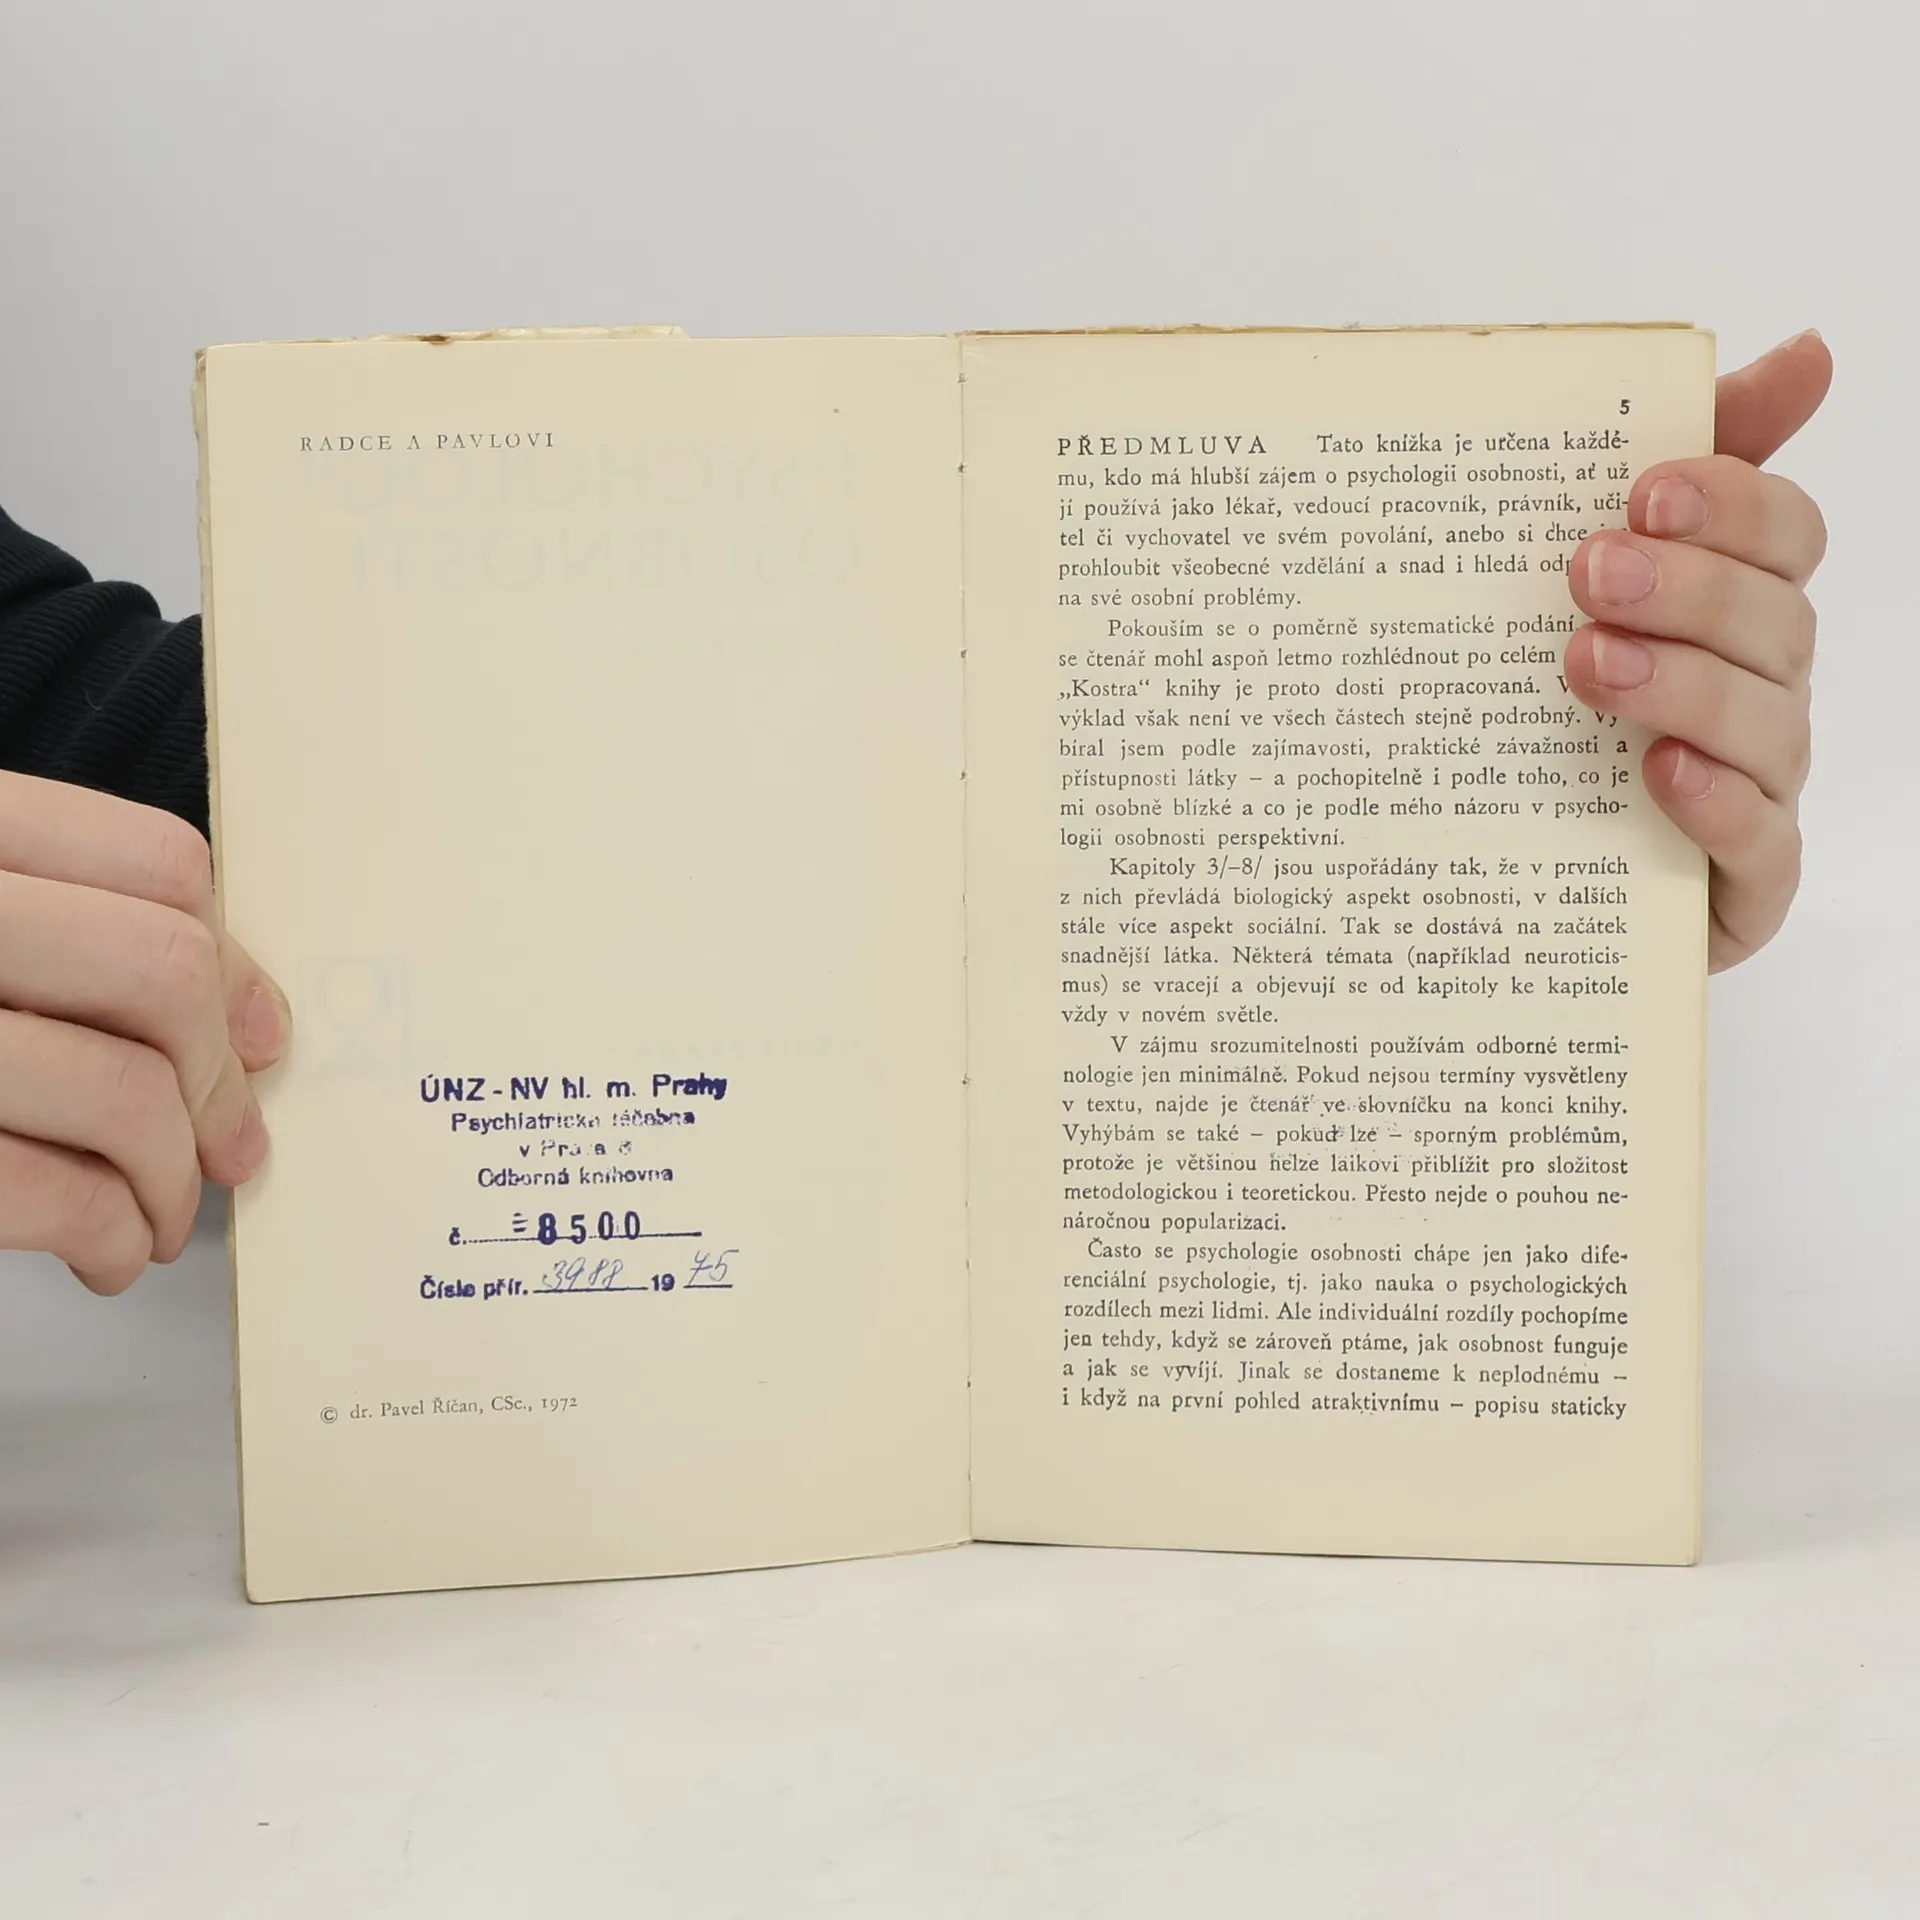 RADCE A PAVLOVI
ÚNZ - NV hl. m. Prahy
Psychiatrická léčebna
v Praze 8
Odborná knihovna
č. = 8500
Číslo přír. 3988 19 75
© dr. Pavel Říčan, CSc., 1972
5
PŘEDMLUVA Tato knížka je určena každé-
mu, kdo má hlubší zájem o psychologii osobnosti, ať už
jí používá jako lékař, vedoucí pracovník, právník, uči-
tel či vychovatel ve svém povolání, anebo si chce
prohloubit všeobecné vzdělání a snad i hledá
na své osobní problémy.
Pokouším se o poměrně systematické podání
se čtenář mohl aspoň letmo rozhlédnout po celém
„Kostra“ knihy je proto dosti propracovaná.
výklad však není ve všech částech stejně podrobný. Vy-
bíral jsem podle zajímavosti, praktické závažnosti a
přístupnosti látky – a pochopitelně i podle toho, co je
mi osobně blízké a co je podle mého názoru v psycho-
logii osobnosti perspektivní.
Kapitoly 3/–8/ jsou uspořádány tak, že v prvních
z nich převládá biologický aspekt osobnosti, v dalších
stále více aspekt sociální. Tak se dostává na začátek
snadnější látka. Některá témata (například neuroticis-
mus) se vracejí a objevují se od kapitoly ke kapitole
vždy v novém světle.
V zájmu srozumitelnosti používám odborné termi-
nologie jen minimálně. Pokud nejsou termíny vysvětleny
v textu, najde je čtenář ve slovníčku na konci knihy.
Vyhýbám se také – pokud lze – sporným problémům,
protože je většinou nelze laikovi přiblížit pro složitost
metodologickou i teoretickou. Přesto nejde o pouhou ne-
náročnou popularizaci.
Často se psychologie osobnosti chápe jen jako dife-
renciální psychologie, tj. jako nauka o psychologických
rozdílech mezi lidmi. Ale individuální rozdíly pochopíme
jen tehdy, když se zároveň ptáme, jak osobnost funguje
a jak se vyvíjí. Jinak se dostaneme k neplodnému –
i když na první pohled atraktivnímu – popisu staticky